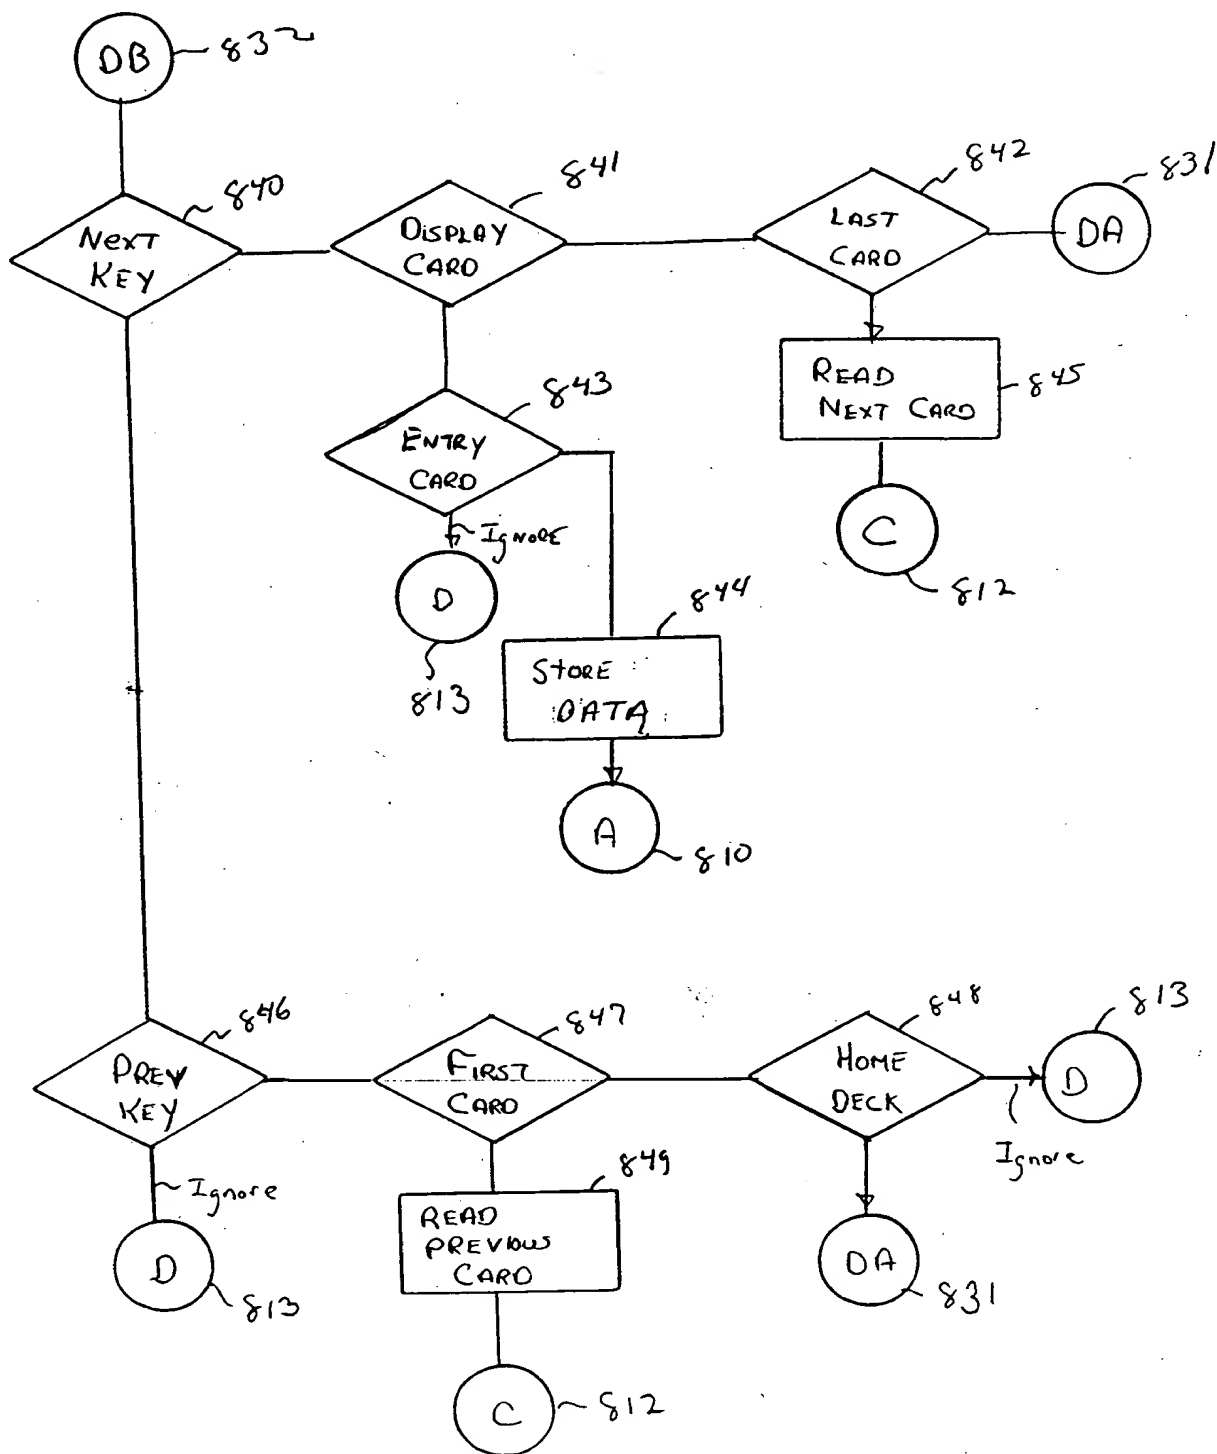 DB
832
840
NEXT
KEY
841
DISPLAY
CARD
842
LAST
CARD
831
DA
READ
NEXT CARD
845
843
ENTRY
CARD
IGNORE
D
813
C
812
844
STORE
DATA
A
810
846
PREV
KEY
847
FIRST
CARD
848
HOME
DECK
813
D
Ignore
Ignore
D
813
849
READ
PREVIOUS
CARD
DA
831
C
812